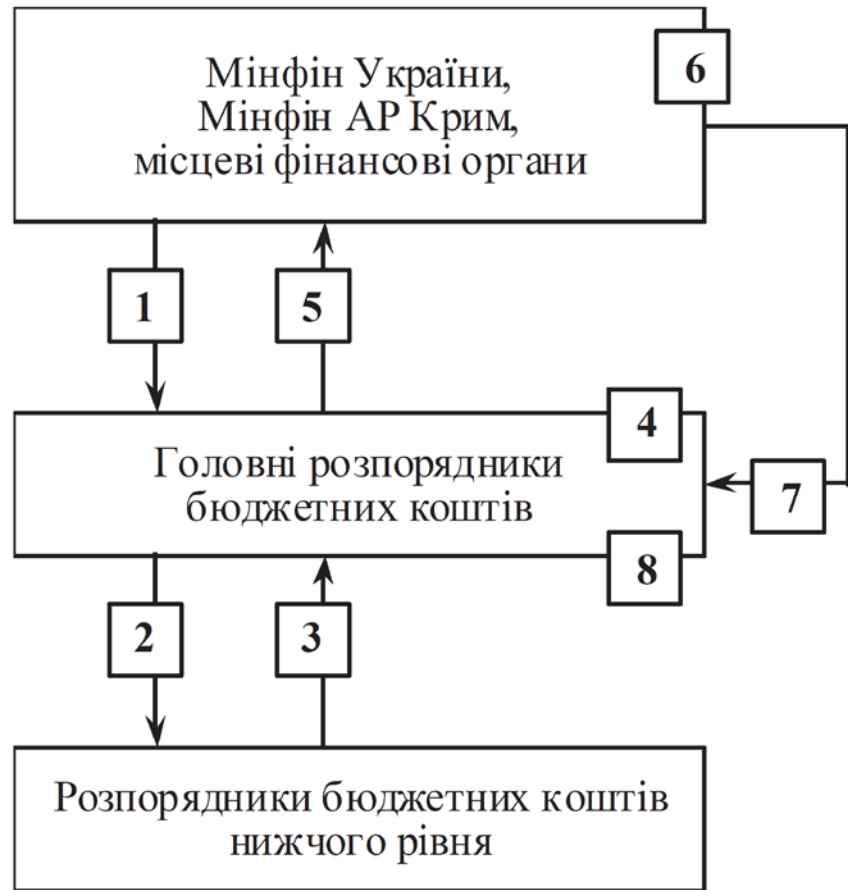 Мінфін України,
Мінфін АР Крим,
місцеві фінансові органи
6
1
5
Головні розпорядники
бюджетних коштів
4
7
8
2
3
Розпорядники бюджетних коштів
нижчого рівня